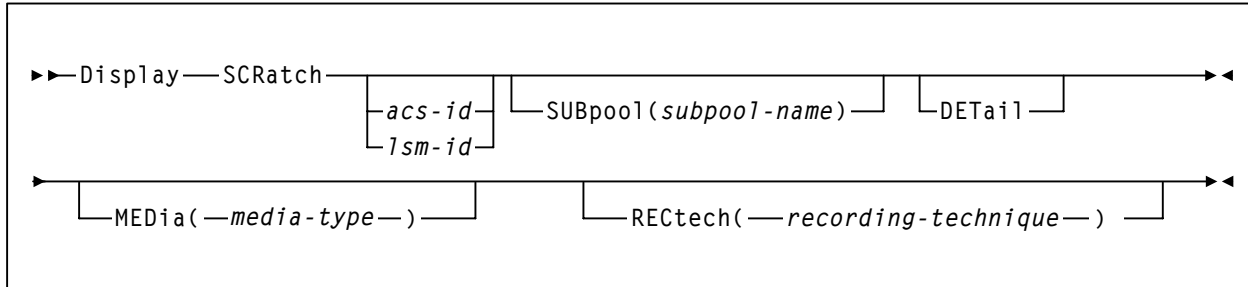 Display SCRatch SUBpool(subpool-name) DETail
acs-id
lsm-id
MEDia( media-type ) RECtech( recording-technique )